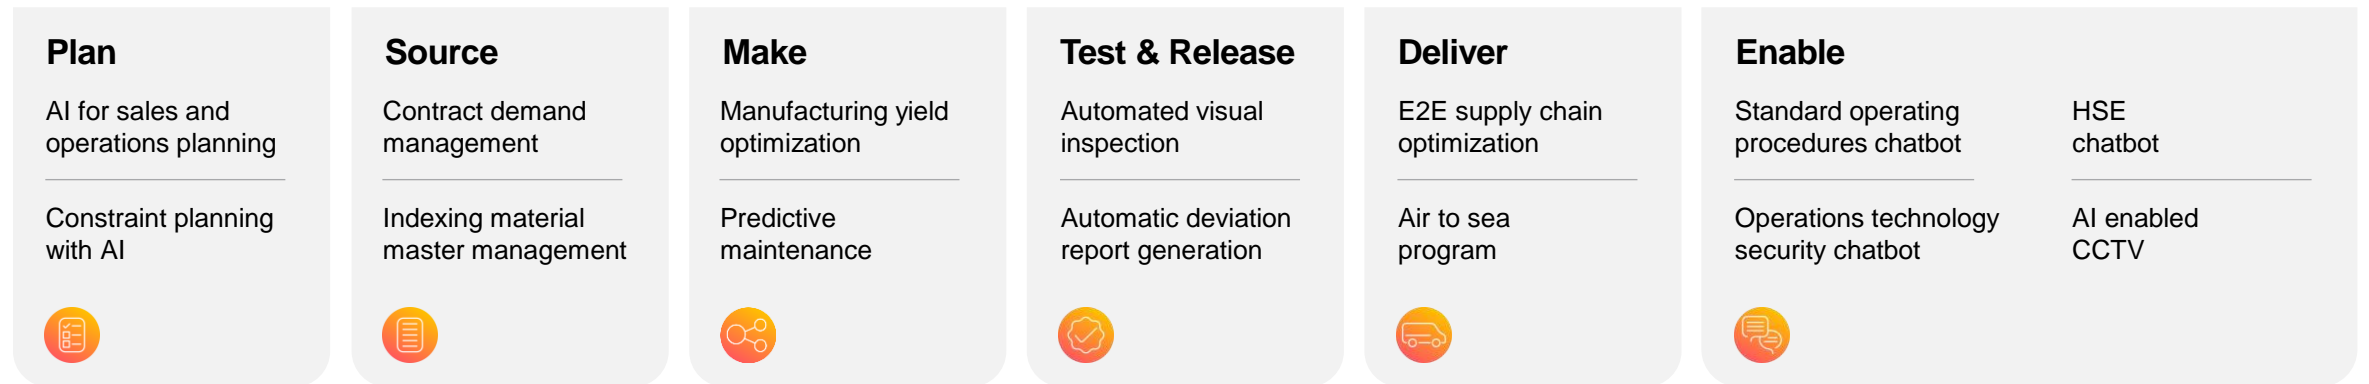 Plan
AI for sales and
operations planning
Constraint planning
with AI
Source
Contract demand
management
Indexing material
master management
Make
Manufacturing yield
optimization
Predictive
maintenance
Test & Release
Automated visual
inspection
Automatic deviation
report generation
Deliver
E2E supply chain
optimization
Air to sea
program
Enable
Standard operating
procedures chatbot
Operations technology
security chatbot
HSE
chatbot
AI enabled
CCTV